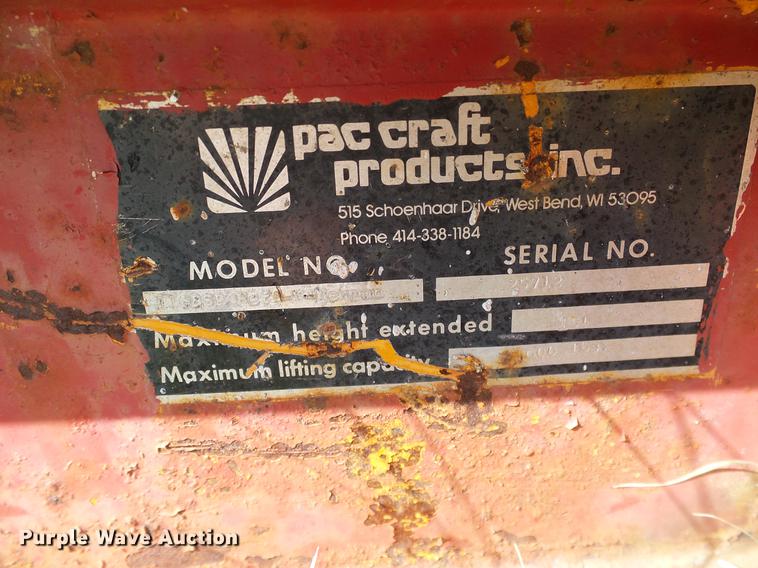 pac craft
products inc.
515 Schoenhaar Drive, West Bend, WI 53095
Phone 414-338-1184
MODEL NO.
SERIAL NO.
Maximum height extended
Maximum lifting capacity
Purple Wave Auction